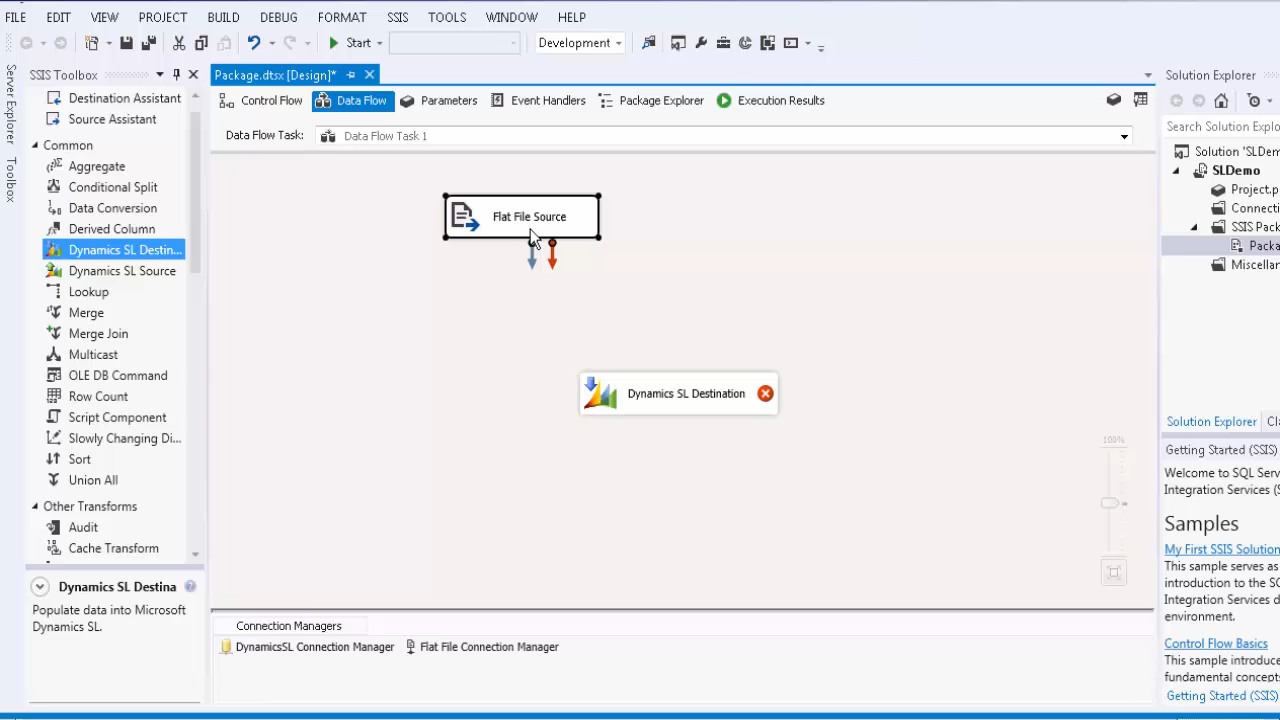 FILE EDIT VIEW PROJECT BUILD DEBUG FORMAT SSIS TOOLS WINDOW HELP
Start Development
Server Explorer
Toolbox
SSIS Toolbox
Destination Assistant
Source Assistant
Common
Aggregate
Conditional Split
Data Conversion
Derived Column
Dynamics SL Destin...
Dynamics SL Source
Lookup
Merge
Merge Join
Multicast
OLE DB Command
Row Count
Script Component
Slowly Changing Di...
Sort
Union All
Other Transforms
Audit
Cache Transform
Dynamics SL Destina
Populate data into Microsoft
Dynamics SL.
Package.dtsx [Design]*
Control Flow Data Flow Parameters Event Handlers Package Explorer Execution Results
Data Flow Task: Data Flow Task 1
Flat File Source
Dynamics SL Destination
100%
Connection Managers
DynamicsSL Connection Manager Flat File Connection Manager
Solution Explorer
Search Solution Explo
Solution 'SLDem
SLDemo
Project.p
Connecti
SSIS Pack
Packa
Miscellan
Solution Explorer Cl
Getting Started (SSIS)
Welcome to SQL Serv
Integration Services (S
Samples
My First SSIS Solution
This sample serves as
introduction to the SC
Integration Services d
environment.
Control Flow Basics
This sample introduce
fundamental concepts
Getting Started (SSIS)